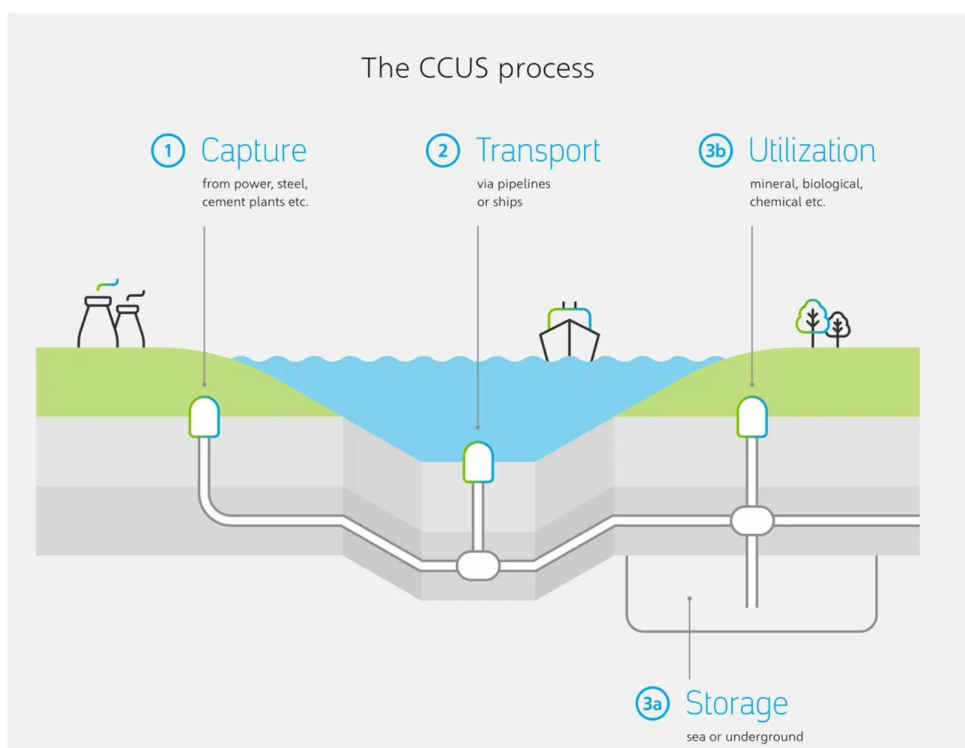 The CCUS process
1 Capture
from power, steel,
cement plants etc.
2 Transport
via pipelines
or ships
3b Utilization
mineral, biological,
chemical etc.
3a Storage
sea or underground